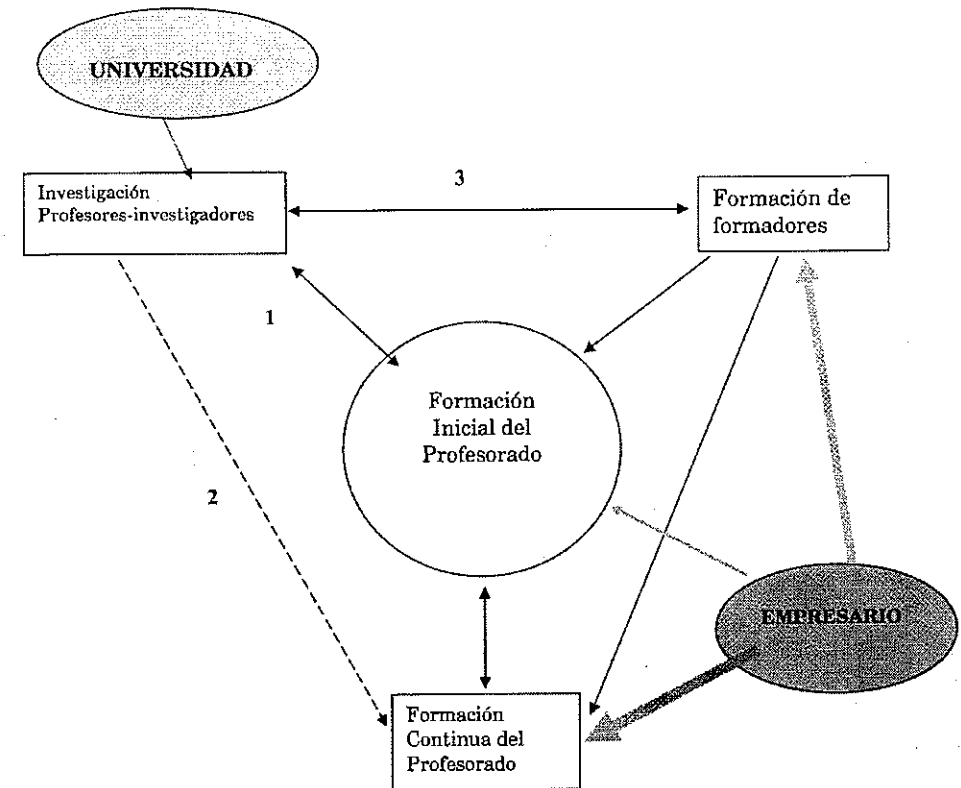 UNIVERSIDAD
Investigación
Profesores-investigadores
3
Formación de
formadores
1
Formación
Inicial del
Profesorado
2
EMPRESARIO
Formación
Continua del
Profesorado